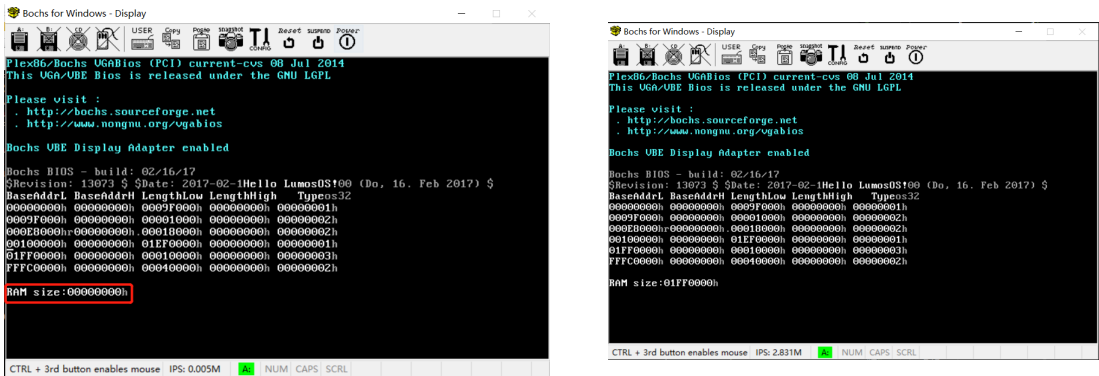 Bochs for Windows - Display
A: B: CD USER Copy Paste snapshot CONFIG Reset SUSPEND Power
Plex86/Bochs VGABios (PCI) current-cvs 08 Jul 2014
This VGA/VBE Bios is released under the GNU LGPL
Please visit :
. http://bochs.sourceforge.net
. http://www.nongnu.org/vgabios
Bochs VBE Display Adapter enabled
Bochs BIOS - build: 02/16/17
$Revision: 13073 $ $Date: 2017-02-1Hello LumosOS!00 (Do, 16. Feb 2017) $
BaseAddrL BaseAddrH LengthLow LengthHigh Typeos32
00000000h 00000000h 0009F000h 00000000h 00000001h
0009F000h 00000000h 00001000h 00000000h 00000002h
000E8000hr00000000h.00018000h 00000000h 00000002h
00100000h 00000000h 01EF0000h 00000000h 00000001h
01FF0000h 00000000h 00010000h 00000000h 00000003h
FFFC0000h 00000000h 00040000h 00000000h 00000002h
RAM size:00000000h
CTRL + 3rd button enables mouse IPS: 0.005M A: NUM CAPS SCRL
Bochs for Windows - Display
A: B: CD USER Copy Paste snapshot CONFIG Reset SUSPEND Power
Plex86/Bochs VGABios (PCI) current-cvs 08 Jul 2014
This VGA/VBE Bios is released under the GNU LGPL
Please visit :
. http://bochs.sourceforge.net
. http://www.nongnu.org/vgabios
Bochs VBE Display Adapter enabled
Bochs BIOS - build: 02/16/17
$Revision: 13073 $ $Date: 2017-02-1Hello LumosOS!00 (Do, 16. Feb 2017) $
BaseAddrL BaseAddrH LengthLow LengthHigh Typeos32
00000000h 00000000h 0009F000h 00000000h 00000001h
0009F000h 00000000h 00001000h 00000000h 00000002h
000E8000hr00000000h.00018000h 00000000h 00000002h
00100000h 00000000h 01EF0000h 00000000h 00000001h
01FF0000h 00000000h 00010000h 00000000h 00000003h
FFFC0000h 00000000h 00040000h 00000000h 00000002h
RAM size:01FF0000h
CTRL + 3rd button enables mouse IPS: 2.831M A: NUM CAPS SCRL